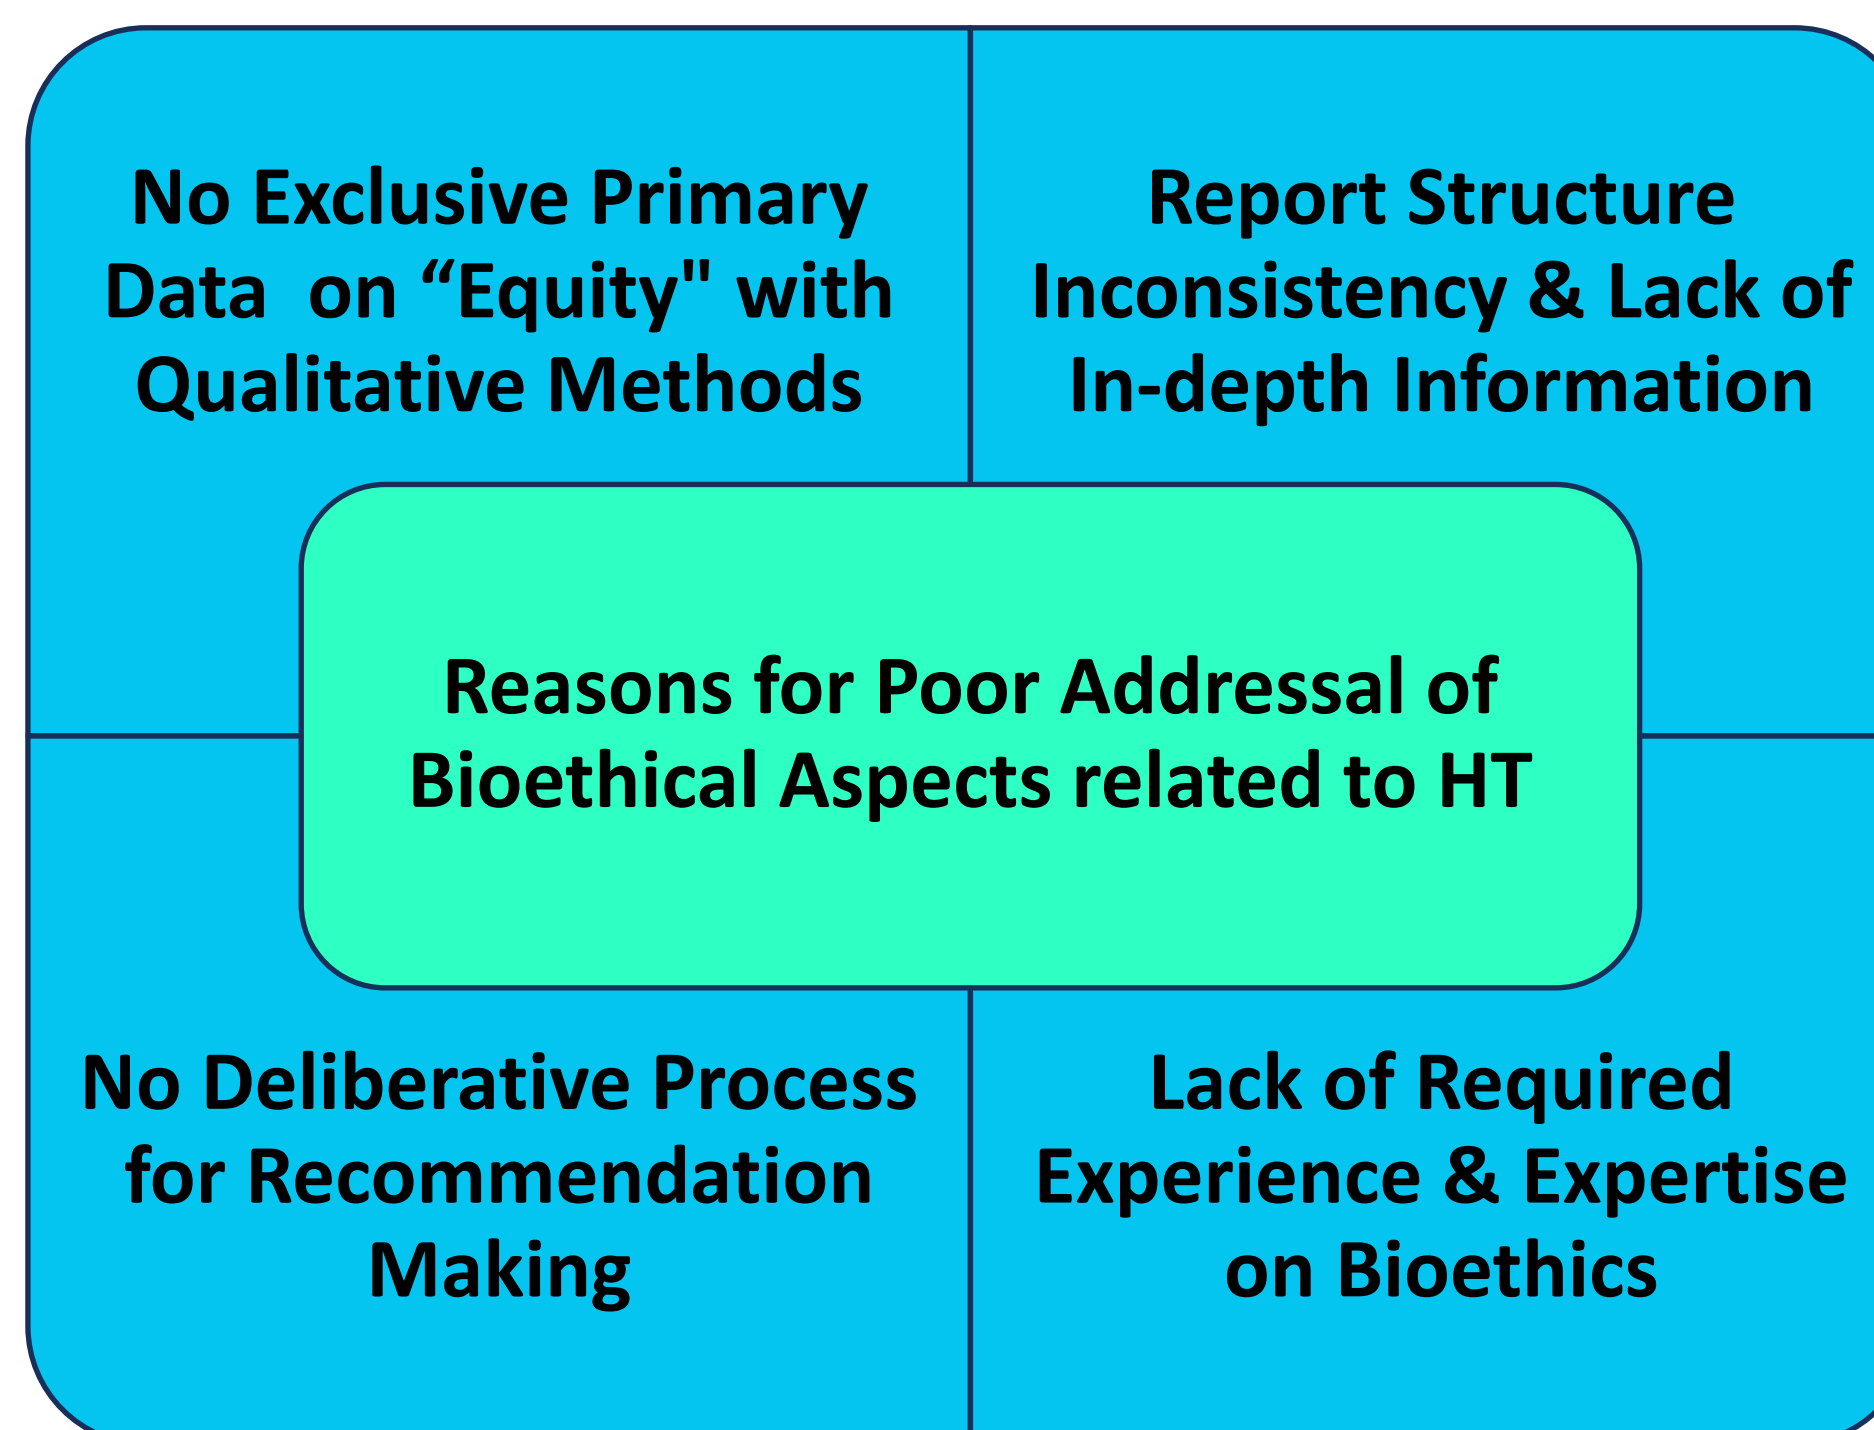 No Exclusive Primary
Data  on “Equity" with
Qualitative Methods
Report Structure
Inconsistency & Lack of
In-depth Information
Reasons for Poor Addressal of
Bioethical Aspects related to HT
No Deliberative Process
for Recommendation
Making
Lack of Required
Experience & Expertise
on Bioethics